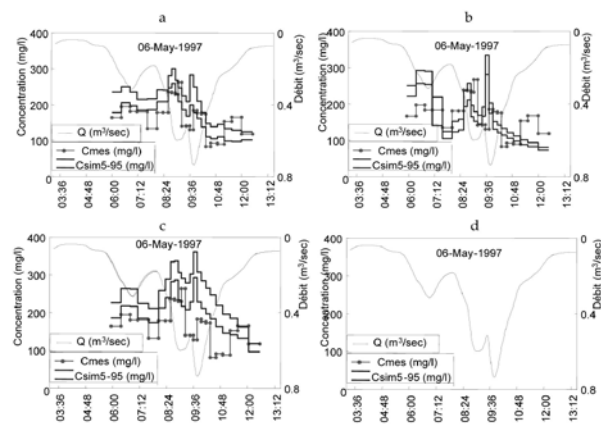 a
06-May-1997
Concentration (mg/l)
400
300
200
100
0
0.4
0.8
Dèbit (m³/sec)
Q (m³/sec)
Cmes (mg/l)
Csim5-95 (mg/l)
03:36
04:48
06:00
07:12
08:24
09:36
10:48
12:00
13:12
b
06-May-1997
Concentration (mg/l)
400
300
200
100
0
0.4
0.8
Dèbit (m³/sec)
Q (m³/sec)
Cmes (mg/l)
Csim5-95 (mg/l)
03:36
04:48
06:00
07:12
08:24
09:36
10:48
12:00
13:12
c
06-May-1997
Concentration (mg/l)
400
300
200
100
0
0.4
0.8
Dèbit (m³/sec)
Q (m³/sec)
Cmes (mg/l)
Csim5-95 (mg/l)
03:36
04:48
06:00
07:12
08:24
09:36
10:48
12:00
13:12
d
06-May-1997
Concentration (mg/l)
400
300
200
100
0
0.4
0.8
Dèbit (m³/sec)
Q (m³/sec)
Cmes (mg/l)
Csim5-95 (mg/l)
03:36
04:48
06:00
07:12
08:24
09:36
10:48
12:00
13:12